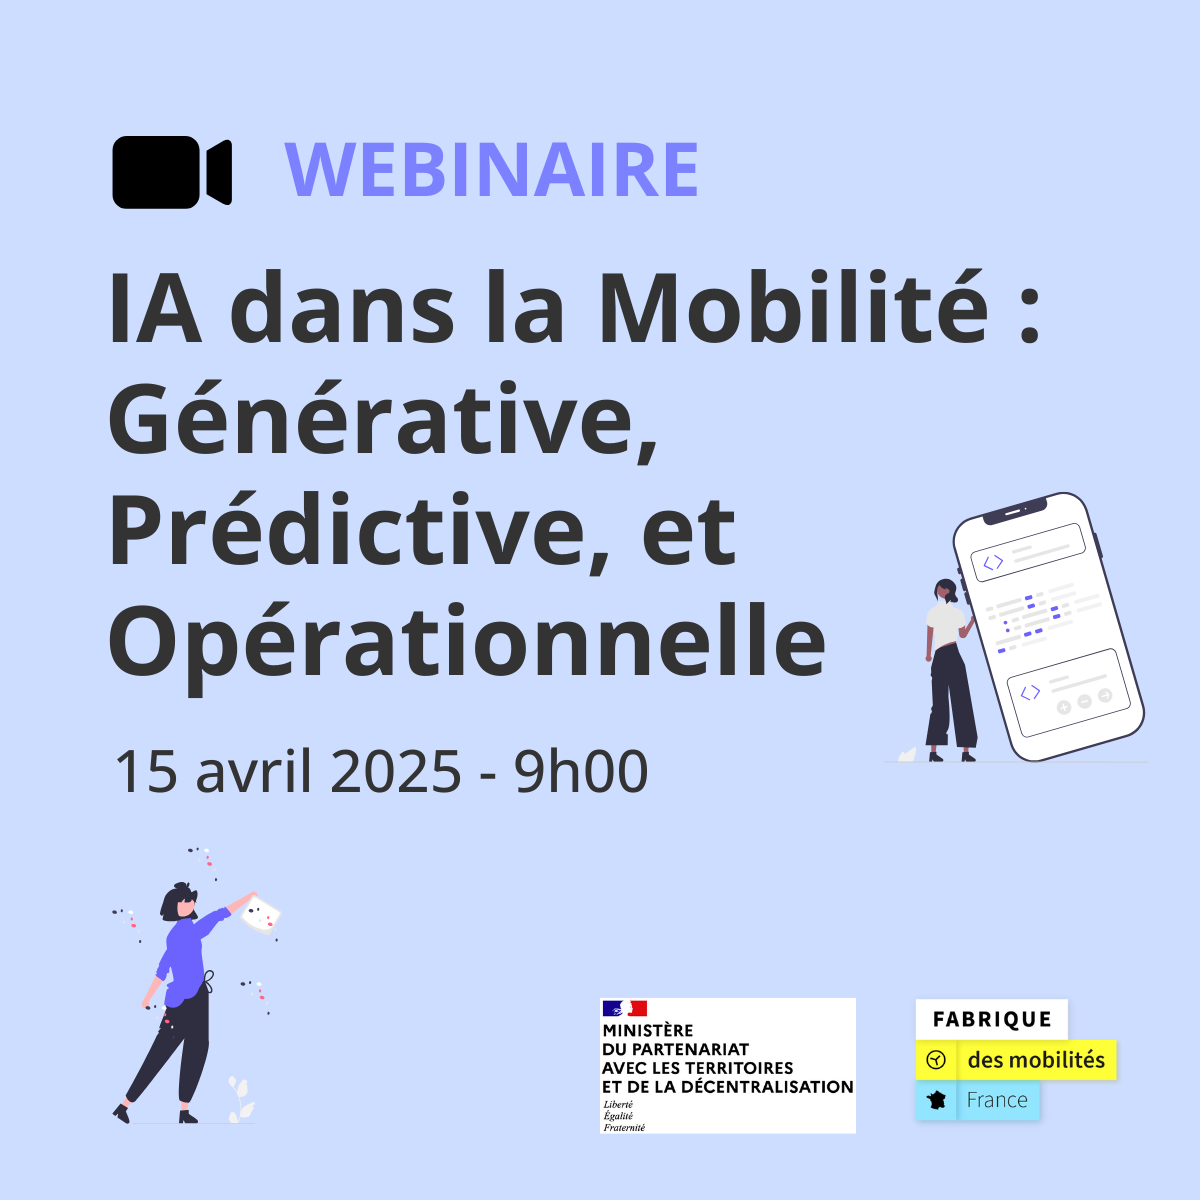 WEBINAIRE
IA dans la Mobilité :
Générative,
Prédictive, et
Opérationnelle
15 avril 2025 - 9h00
MINISTÈRE
DU PARTENARIAT
AVEC LES TERRITOIRES
ET DE LA DÉCENTRALISATION
Liberté
Égalité
Fraternité
FABRIQUE
des mobilités
France